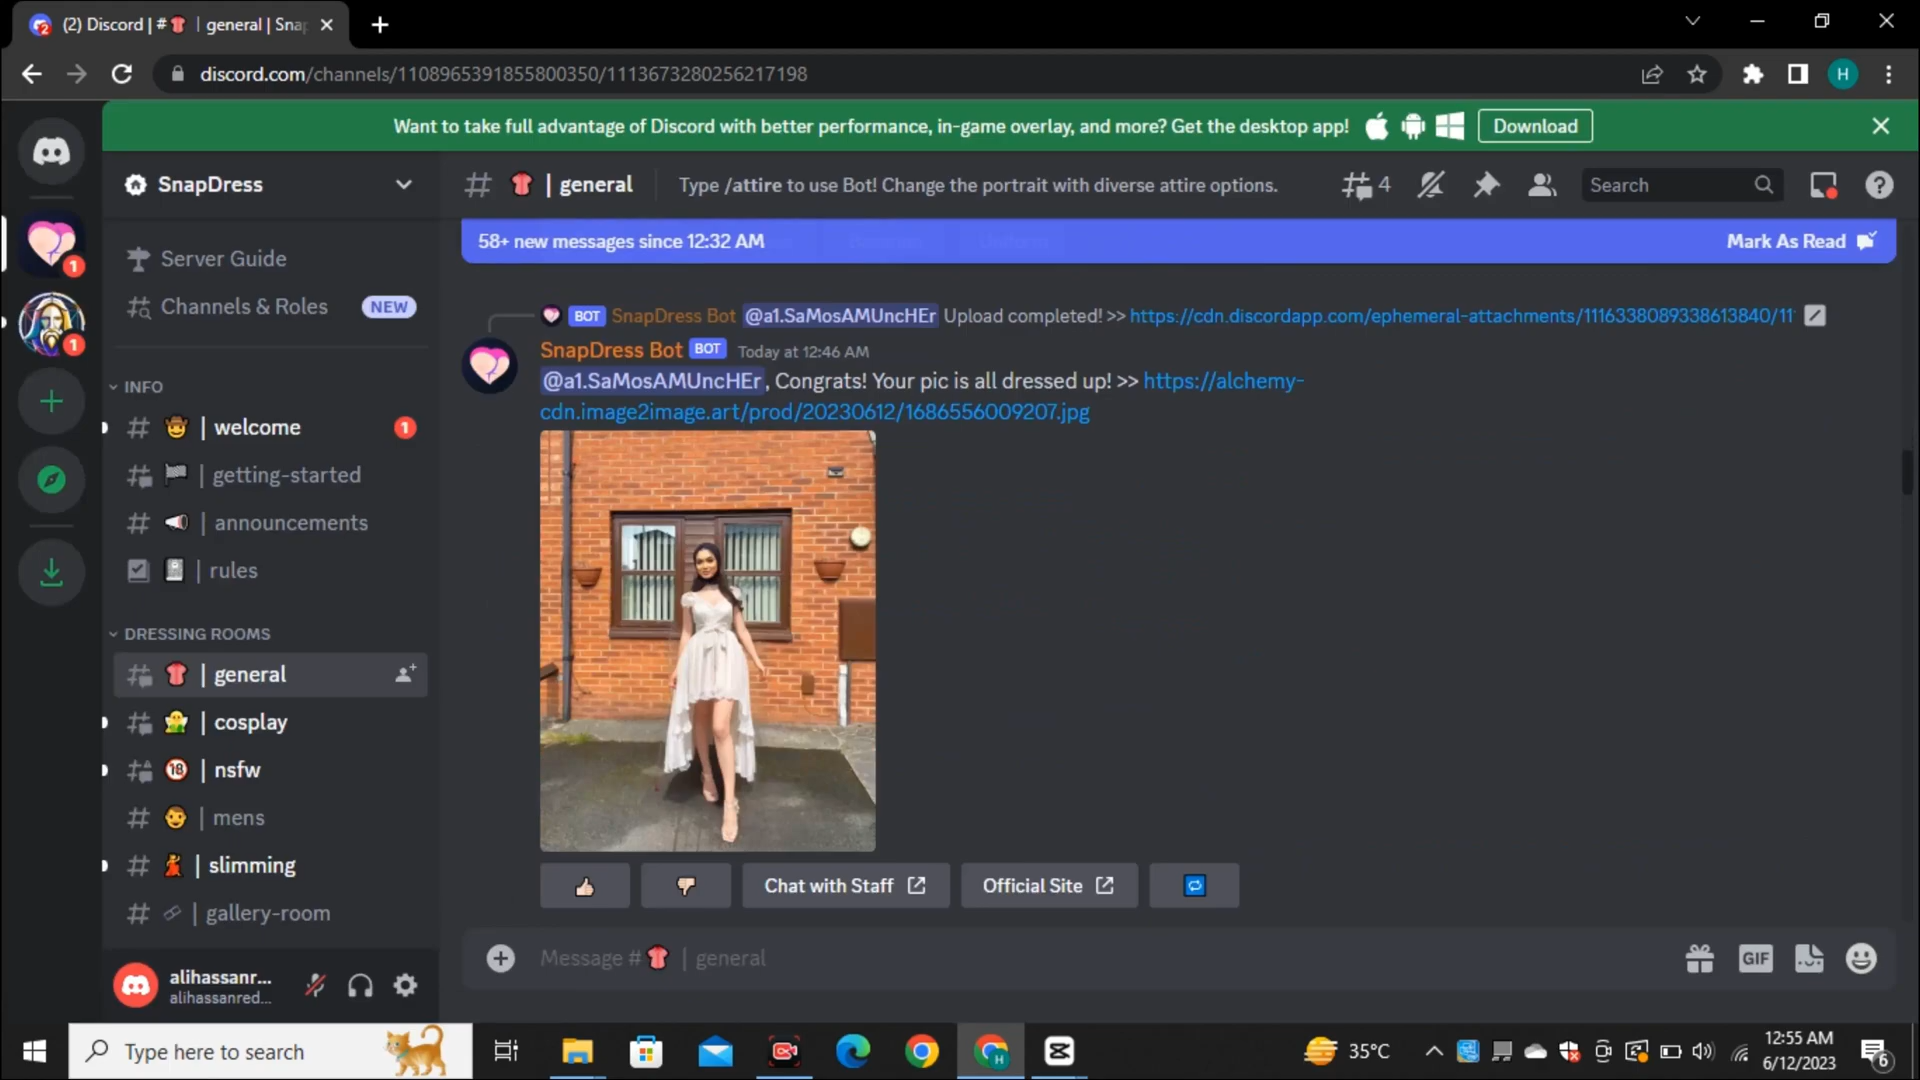 (2) Discord | # | general | Sna
discord.com/channels/1108965391855800350/1113673280256217198
H
Want to take full advantage of Discord with better performance, in-game overlay, and more? Get the desktop app!
Download
SnapDress
| general
Type /attire to use Bot! Change the portrait with diverse attire options.
4
Search
58+ new messages since 12:32 AM
Mark As Read
Server Guide
Channels & Roles
NEW
INFO
| welcome
1
| getting-started
| announcements
| rules
DRESSING ROOMS
| general
| cosplay
| nsfw
| mens
| slimming
| gallery-room
1
1
BOT SnapDress Bot @a1.SaMosAMUncHEr Upload completed! >> https://cdn.discordapp.com/ephemeral-attachments/1116338089338613840/11
SnapDress Bot BOT Today at 12:46 AM
@a1.SaMosAMUncHEr, Congrats! Your pic is all dressed up! >> https://alchemy-
cdn.image2image.art/prod/20230612/1686556009207.jpg
Chat with Staff
Official Site
Message # | general
GIF
alihassanr...
alihassanred...
Type here to search
35°C
12:55 AM
6/12/2023
6